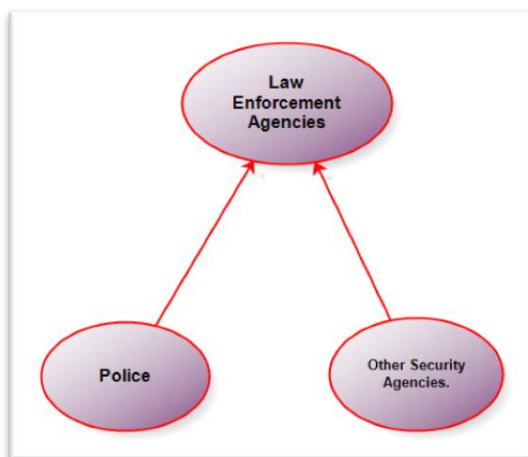 Law
Enforcement
Agencies
Police
Other Security
Agencies.